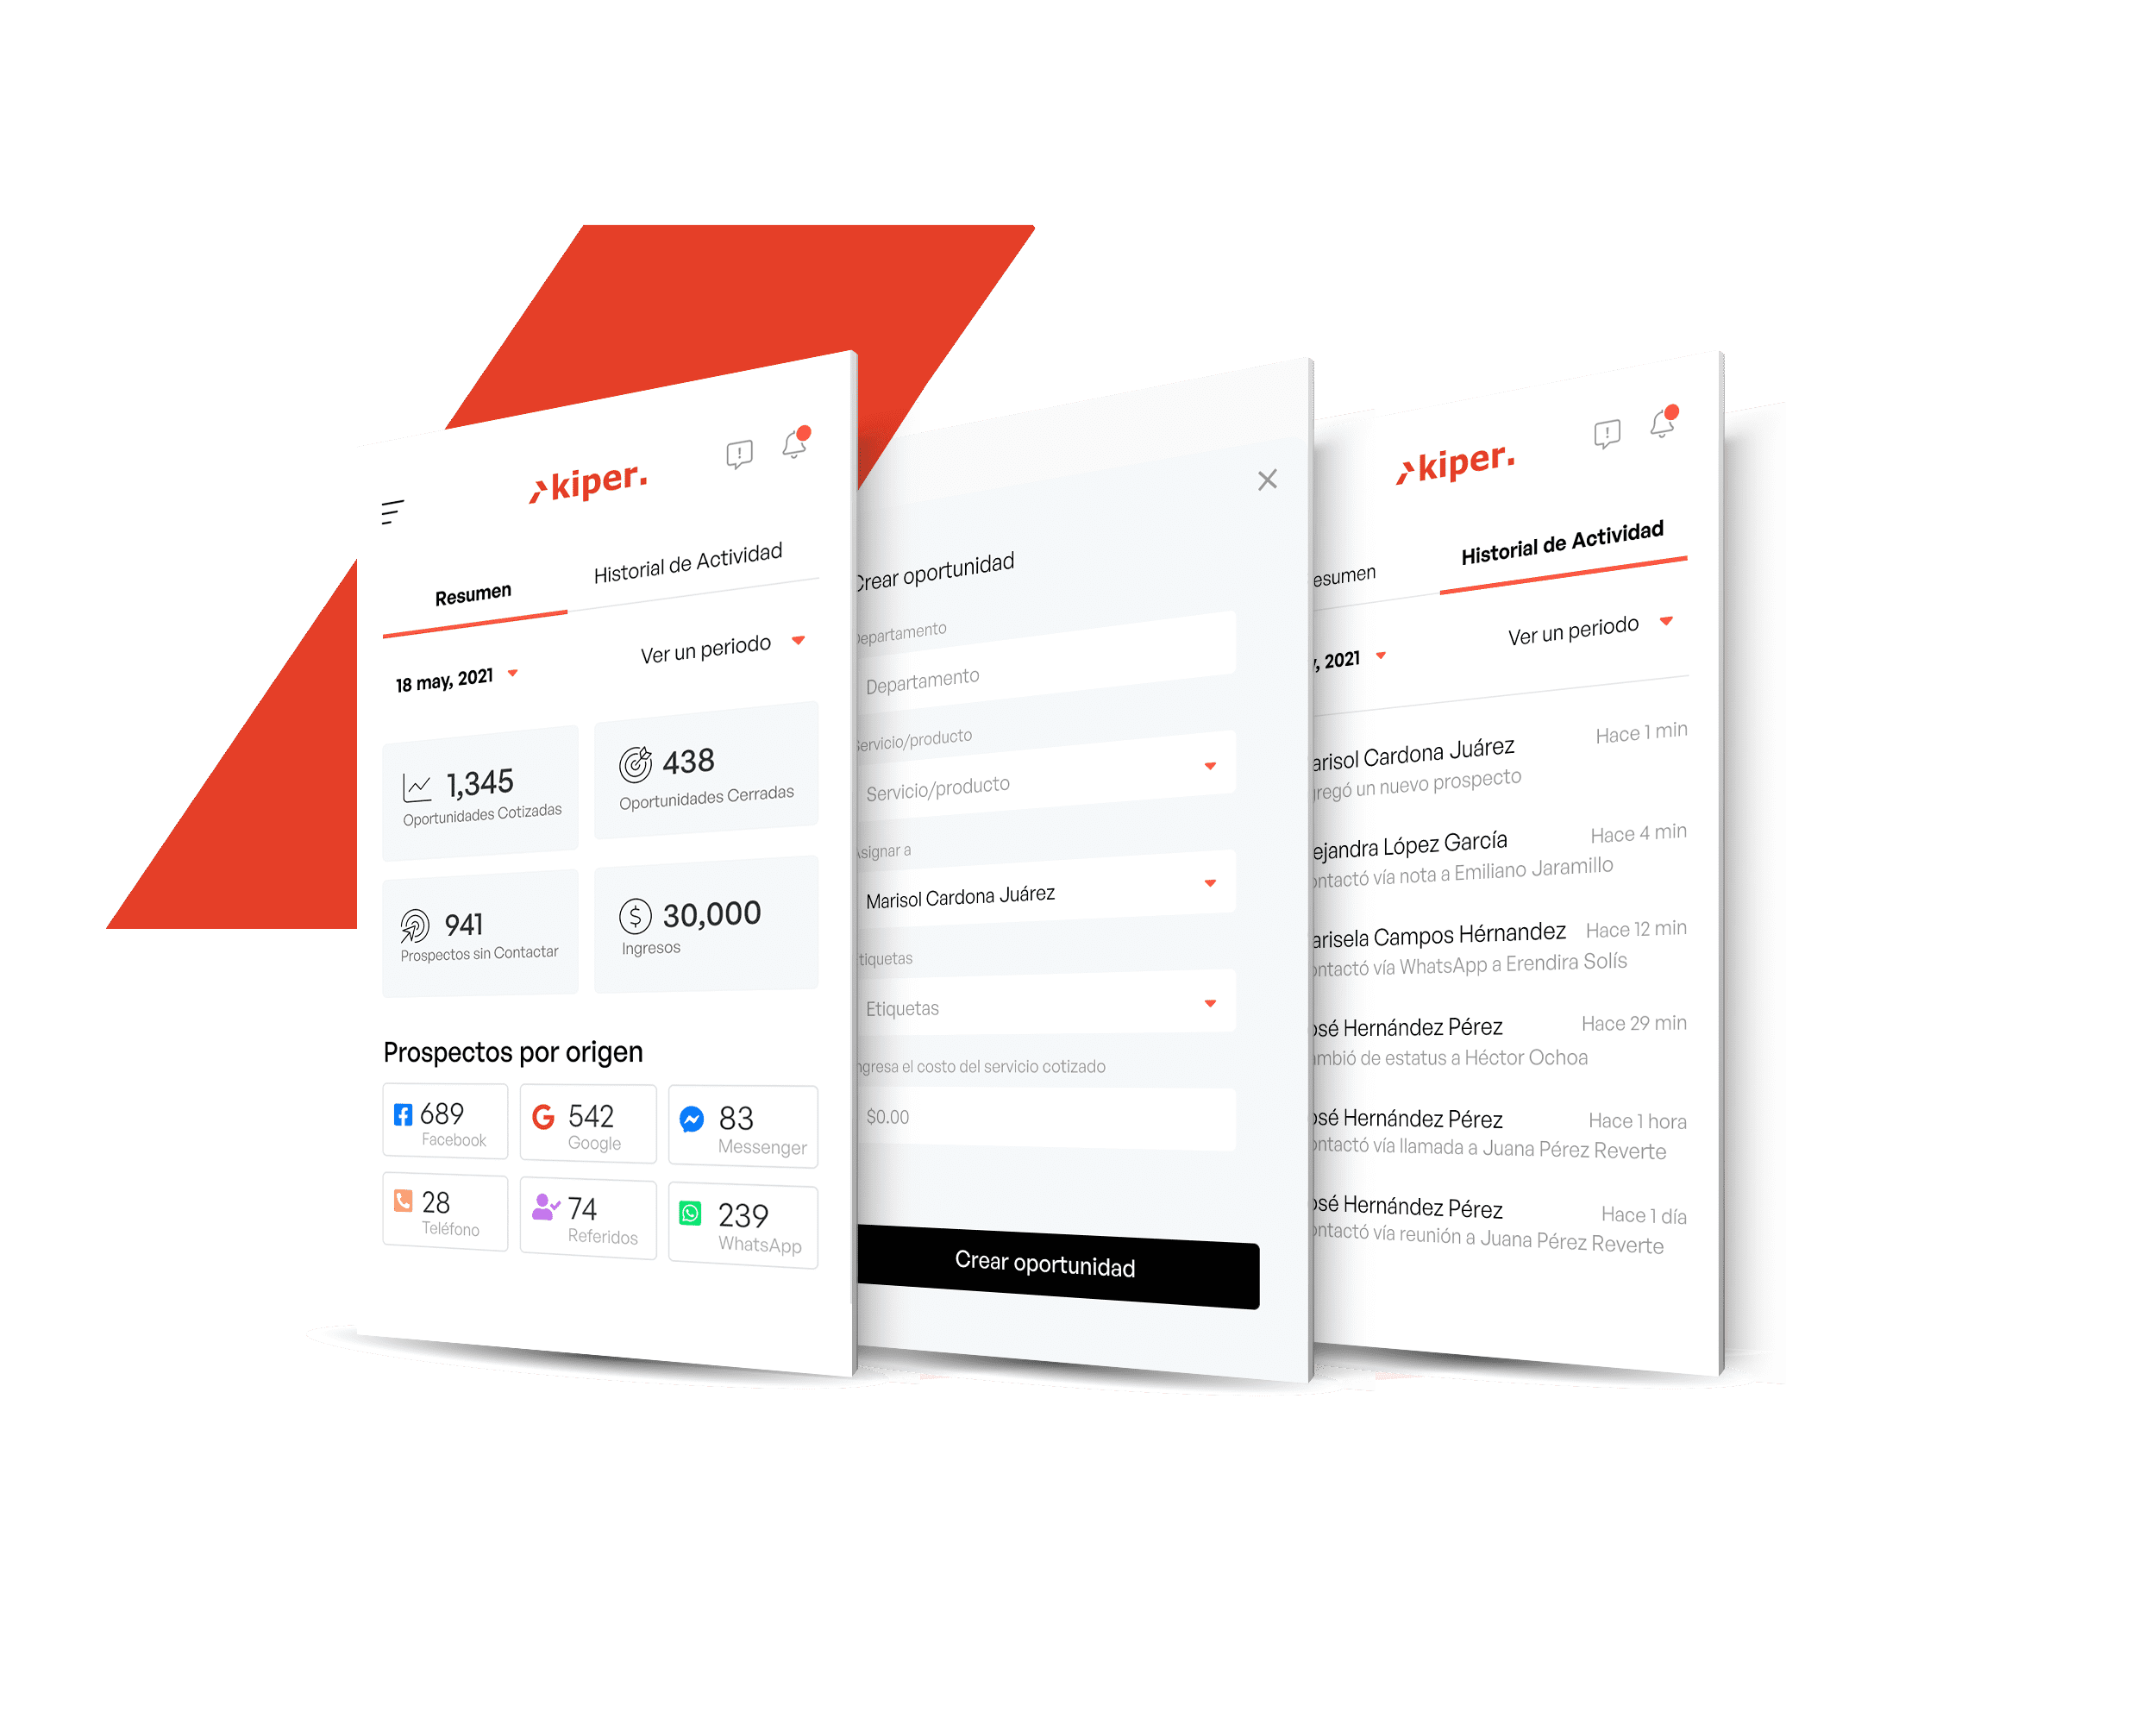 kiper.
Resumen
Historial de Actividad
18 may, 2021
Ver un periodo
1,345
Oportunidades Cotizadas
438
Oportunidades Cerradas
941
Prospectos sin Contactar
30,000
Ingresos
Prospectos por origen
689
Facebook
542
Google
83
Messenger
28
Teléfono
74
Referidos
239
WhatsApp
Crear oportunidad
Departamento
Departamento
Servicio/producto
Servicio/producto
Asignar a
Marisol Cardona Juárez
Etiquetas
Etiquetas
ngresa el costo del servicio cotizado
$0.00
Crear oportunidad
kiper.
esumen
Historial de Actividad
, 2021
Ver un periodo
arisol Cardona Juárez
Hace 1 min
regó un nuevo prospecto
ejandra López García
Hace 4 min
ntactó vía nota a Emiliano Jaramillo
arisela Campos Hérnandez
Hace 12 min
ntactó vía WhatsApp a Erendira Solís
osé Hernández Pérez
Hace 29 min
mbió de estatus a Héctor Ochoa
osé Hernández Pérez
Hace 1 hora
ntactó vía llamada a Juana Pérez Reverte
osé Hernández Pérez
Hace 1 día
ntactó vía reunión a Juana Pérez Reverte